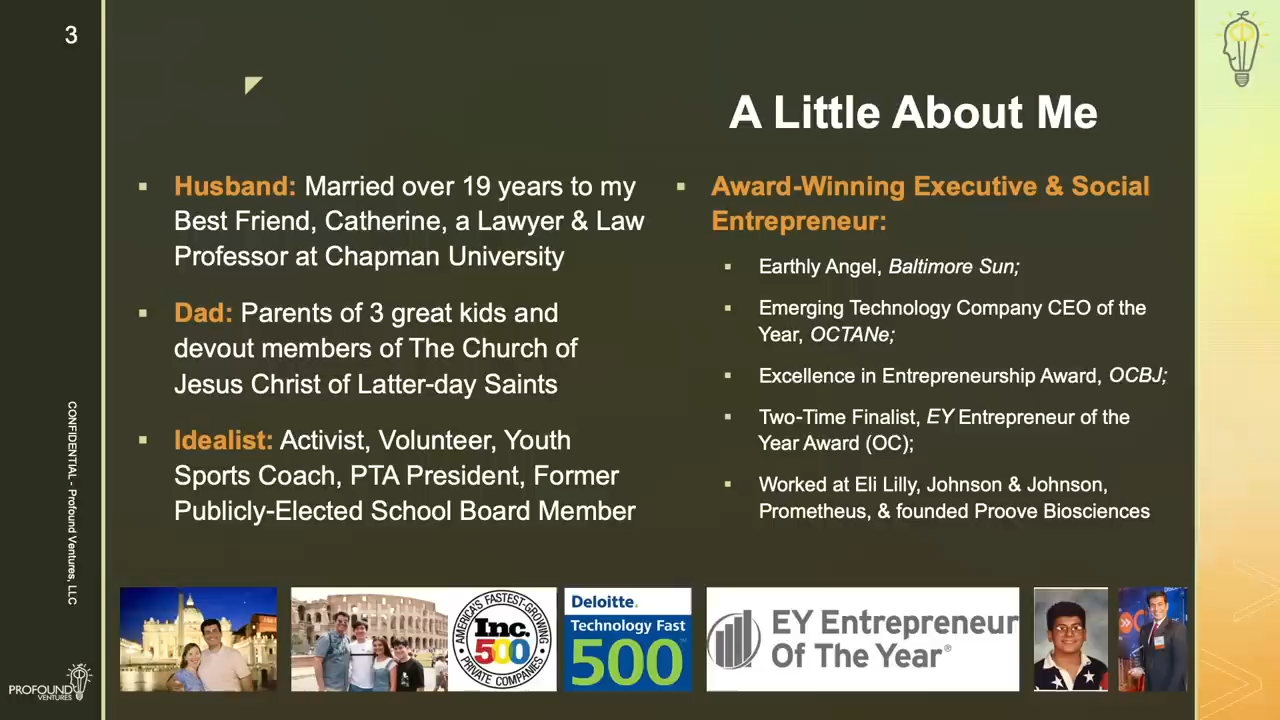 3
A Little About Me
▪ Husband: Married over 19 years to my
Best Friend, Catherine, a Lawyer & Law
Professor at Chapman University
▪ Dad: Parents of 3 great kids and
devout members of The Church of
Jesus Christ of Latter-day Saints
▪ Idealist: Activist, Volunteer, Youth
Sports Coach, PTA President, Former
Publicly-Elected School Board Member
▪ Award-Winning Executive & Social
Entrepreneur:
▪ Earthly Angel, Baltimore Sun;
▪ Emerging Technology Company CEO of the
Year, OCTANe;
▪ Excellence in Entrepreneurship Award, OCBJ;
▪ Two-Time Finalist, EY Entrepreneur of the
Year Award (OC);
▪ Worked at Eli Lilly, Johnson & Johnson,
Prometheus, & founded Proove Biosciences
CONFIDENTIAL - Profound Ventures, LLC
PROFOUND
VENTURES
AMERICA'S FASTEST-GROWING
Inc.
500
PRIVATE COMPANIES
Deloitte.
Technology Fast
500™
EY Entrepreneur
Of The Year®